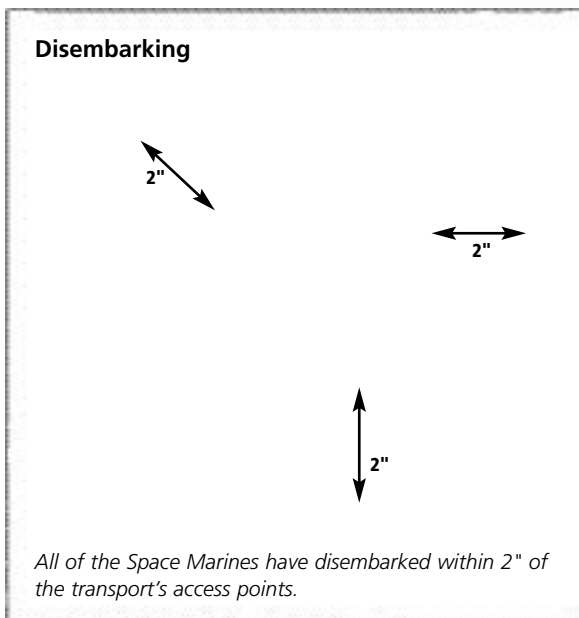 Disembarking
2"
2"
2"
All of the Space Marines have disembarked within 2" of
the transport’s access points.